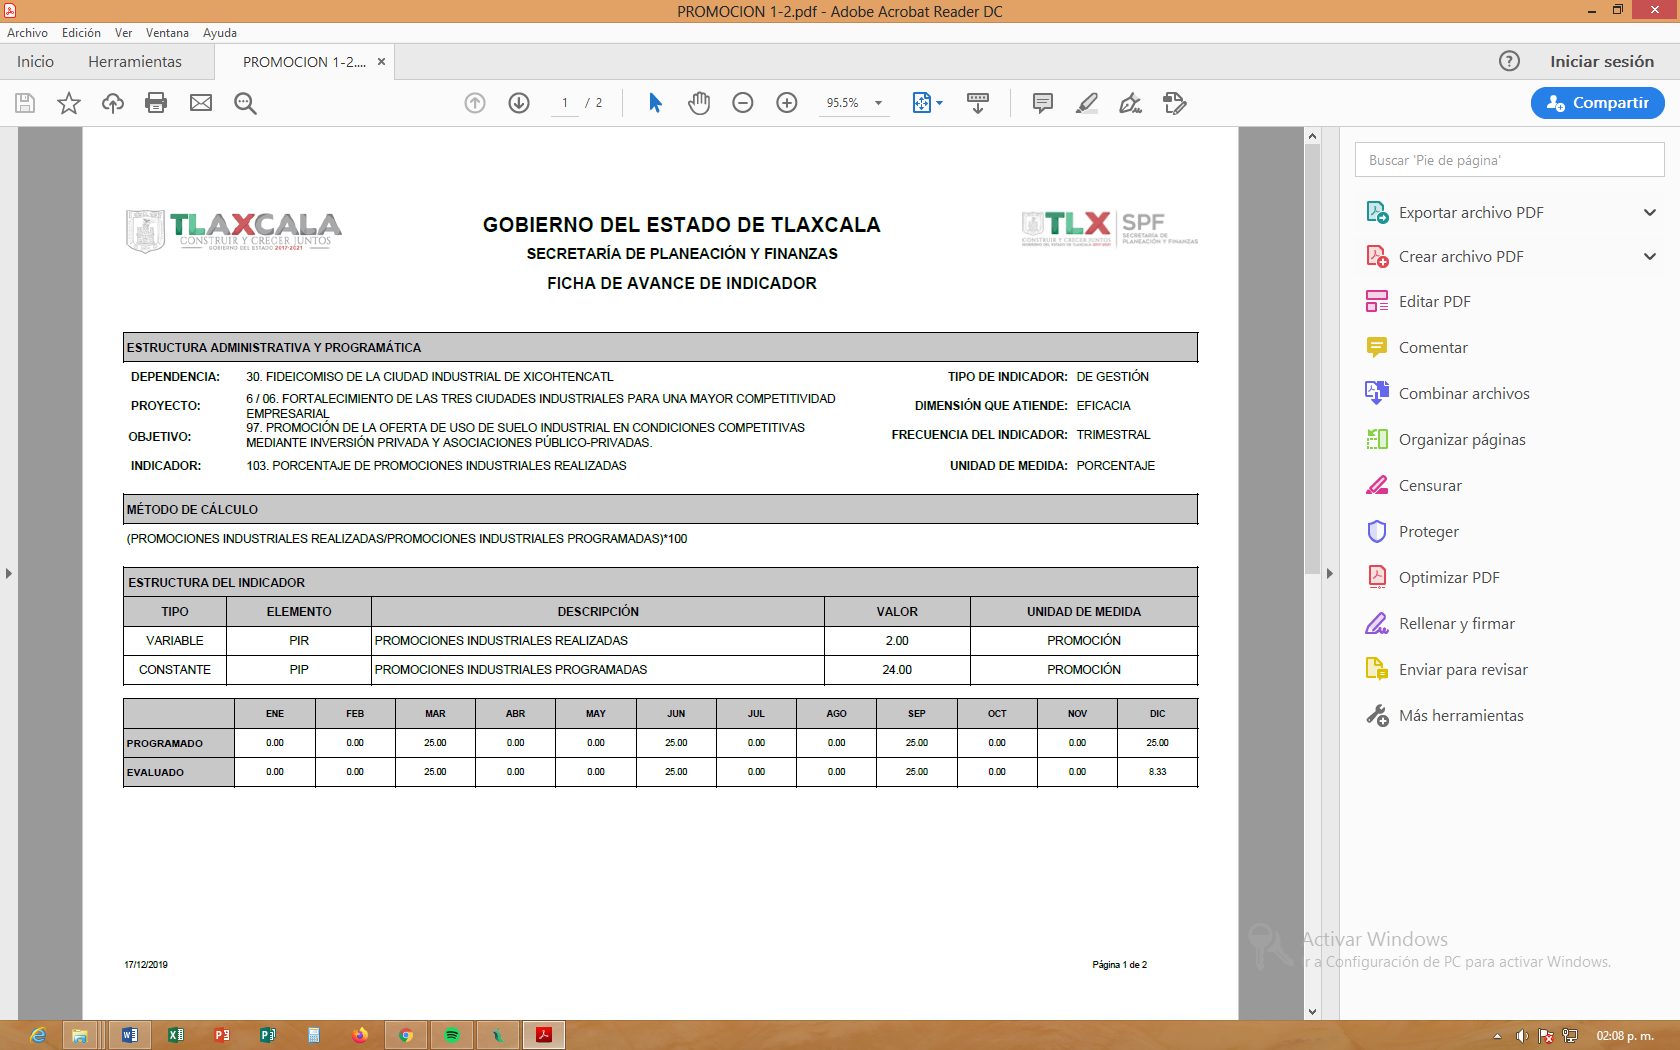 PROMOCION 1-2.pdf - Adobe Acrobat Reader DC
Archivo Edición Ver Ventana Ayuda
Inicio Herramientas PROMOCION 1-2.... × Iniciar sesión
1 / 2 95.5% Compartir
TLAXCALA
CONSTRUIR Y CRECER JUNTOS
GOBIERNO DEL ESTADO 2017-2021
GOBIERNO DEL ESTADO DE TLAXCALA
SECRETARÍA DE PLANEACIÓN Y FINANZAS
FICHA DE AVANCE DE INDICADOR
TLX SPF
CONSTRUIR Y CRECER JUNTOS
SECRETARÍA DE
PLANEACIÓN Y FINANZAS
ESTRUCTURA ADMINISTRATIVA Y PROGRAMÁTICA
DEPENDENCIA: 30. FIDEICOMISO DE LA CIUDAD INDUSTRIAL DE XICOHTENCATL TIPO DE INDICADOR: DE GESTIÓN
PROYECTO: 6 / 06. FORTALECIMIENTO DE LAS TRES CIUDADES INDUSTRIALES PARA UNA MAYOR COMPETITIVIDAD
EMPRESARIAL DIMENSIÓN QUE ATIENDE: EFICACIA
OBJETIVO: 97. PROMOCIÓN DE LA OFERTA DE USO DE SUELO INDUSTRIAL EN CONDICIONES COMPETITIVAS
MEDIANTE INVERSIÓN PRIVADA Y ASOCIACIONES PÚBLICO-PRIVADAS. FRECUENCIA DEL INDICADOR: TRIMESTRAL
INDICADOR: 103. PORCENTAJE DE PROMOCIONES INDUSTRIALES REALIZADAS UNIDAD DE MEDIDA: PORCENTAJE
MÉTODO DE CÁLCULO
(PROMOCIONES INDUSTRIALES REALIZADAS/PROMOCIONES INDUSTRIALES PROGRAMADAS)*100
ESTRUCTURA DEL INDICADOR
TIPO ELEMENTO DESCRIPCIÓN VALOR UNIDAD DE MEDIDA
VARIABLE PIR PROMOCIONES INDUSTRIALES REALIZADAS 2.00 PROMOCIÓN
CONSTANTE PIP PROMOCIONES INDUSTRIALES PROGRAMADAS 24.00 PROMOCIÓN
ENE FEB MAR ABR MAY JUN JUL AGO SEP OCT NOV DIC
PROGRAMADO 0.00 0.00 25.00 0.00 0.00 25.00 0.00 0.00 25.00 0.00 0.00 25.00
EVALUADO 0.00 0.00 25.00 0.00 0.00 25.00 0.00 0.00 25.00 0.00 0.00 8.33
17/12/2019 Página 1 de 2
Buscar 'Pie de página'
Exportar archivo PDF
Crear archivo PDF
Editar PDF
Comentar
Combinar archivos
Organizar páginas
Censurar
Proteger
Optimizar PDF
Rellenar y firmar
Enviar para revisar
Más herramientas
Activar Windows
Ir a Configuración de PC para activar Windows.
02:08 p. m.